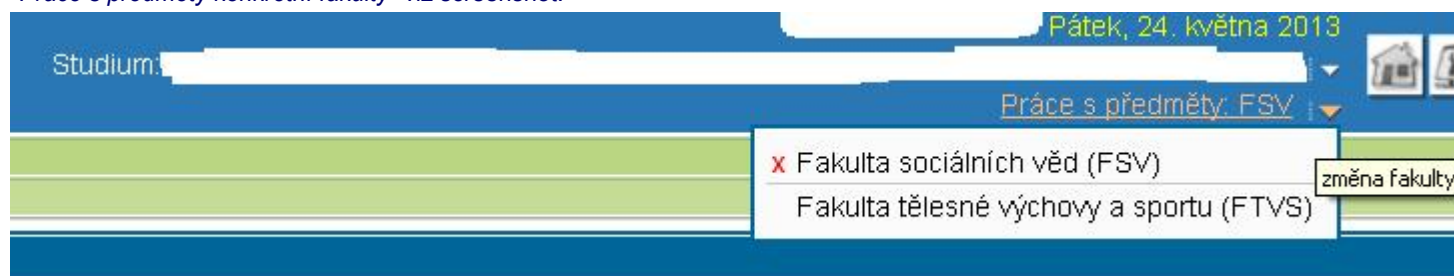 Pátek, 24. května 2013
Studium:
Práce s předměty: FSV
x Fakulta sociálních věd (FSV)
změna fakulty
Fakulta tělesné výchovy a sportu (FTVS)